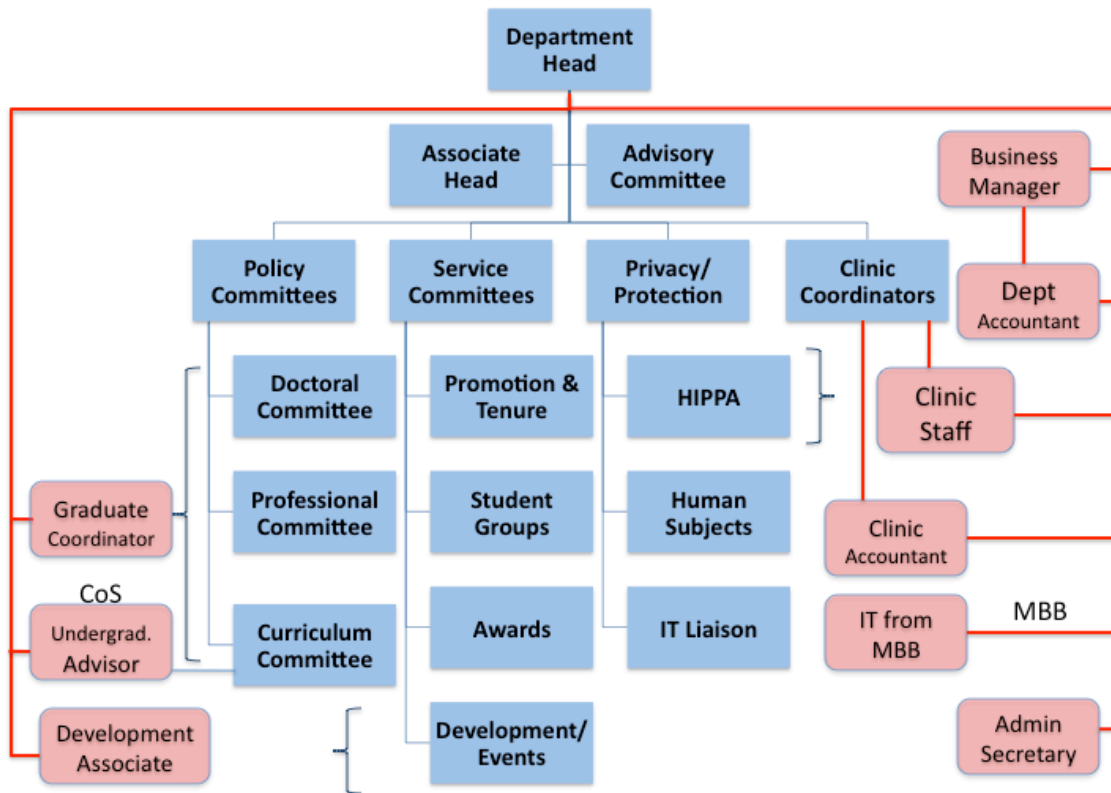 Department
Head
Associate
Head
Advisory
Committee
Business
Manager
Policy
Committees
Service
Committees
Privacy/
Protection
Clinic
Coordinators
Dept
Accountant
Doctoral
Committee
Promotion &
Tenure
HIPPA
Clinic
Staff
Graduate
Coordinator
Professional
Committee
Student
Groups
Human
Subjects
Clinic
Accountant
CoS
Undergrad.
Advisor
Curriculum
Committee
Awards
IT Liaison
IT from
MBB
MBB
Development
Associate
Development/
Events
Admin
Secretary